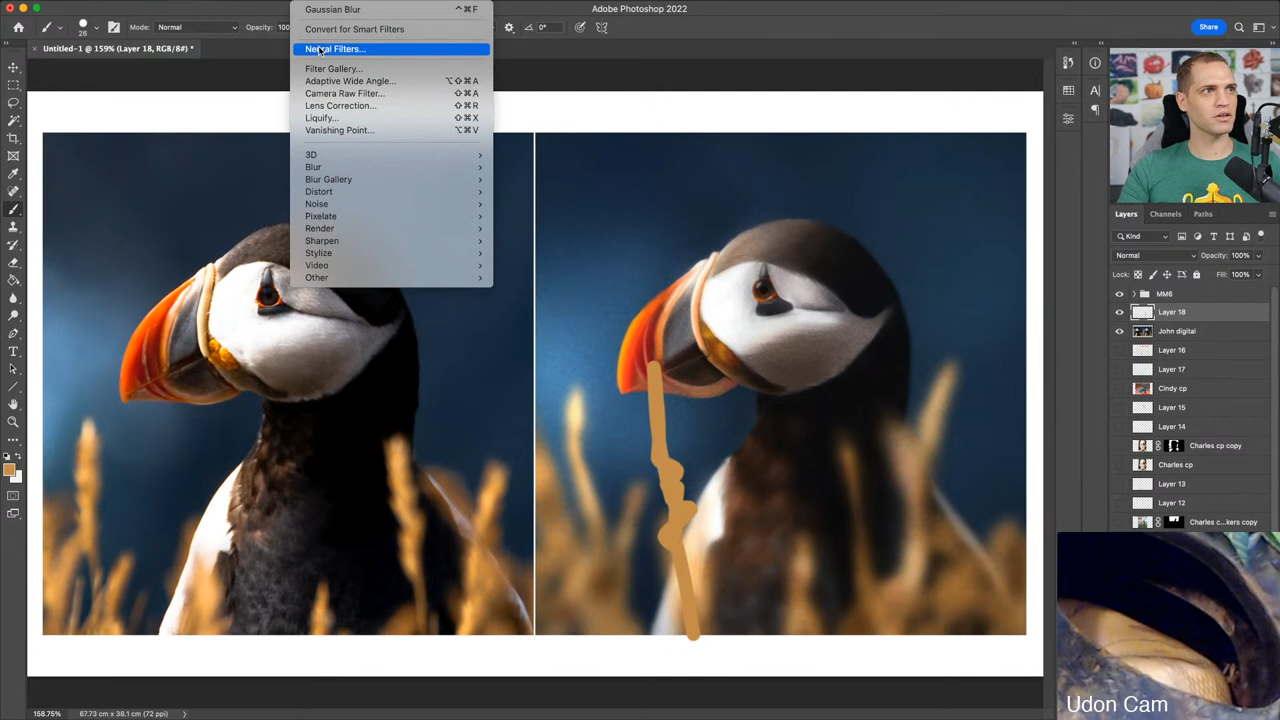 Adobe Photoshop 2022
Mode: Normal
Opacity: 100
0°
Share
26
Untitled-1 @ 159% (Layer 18, RGB/8#) *
Gaussian Blur ^⌘F
Convert for Smart Filters
Neural Filters...
Filter Gallery...
Adaptive Wide Angle... ⌥⇧⌘A
Camera Raw Filter... ⇧⌘A
Lens Correction... ⇧⌘R
Liquify... ⇧⌘X
Vanishing Point... ⌥⌘V
3D
Blur
Blur Gallery
Distort
Noise
Pixelate
Render
Sharpen
Stylize
Video
Other
Layers Channels Paths
Kind
Normal Opacity: 100%
Lock: Fill: 100%
MM6
Layer 18
John digital
Layer 16
Layer 17
Cindy cp
Layer 15
Layer 14
Charles cp copy
Charles cp
Layer 13
Layer 12
Charles c...kers copy
Udon Cam
158.75% 67.73 cm x 38.1 cm (72 ppi)